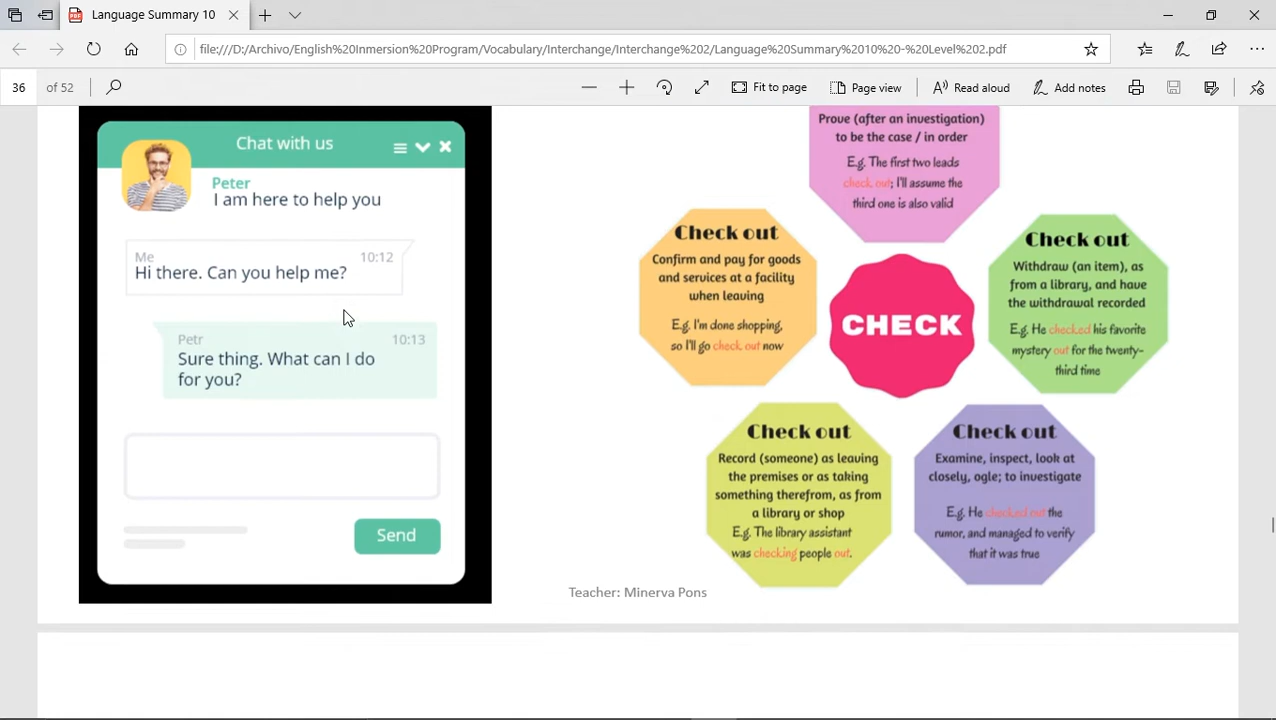 Language Summary 10
file:///D:/Archivo/English%20Inmersion%20Program/Vocabulary/Interchange/Interchange%202/Language%20Summary%2010%20-%20Level%202.pdf
36 of 52
Fit to page
Page view
Read aloud
Add notes
Chat with us
Peter
I am here to help you
Me 10:12
Hi there. Can you help me?
Petr 10:13
Sure thing. What can I do
for you?
Send
Prove (after an investigation)
to be the case / in order
E.g. The first two leads
check out; I'll assume the
third one is also valid
Check out
Confirm and pay for goods
and services at a facility
when leaving
E.g. I'm done shopping,
so I'll go check out now
CHECK
Check out
Withdraw (an item), as
from a library, and have
the withdrawal recorded
E.g. He checked his favorite
mystery out for the twenty-
third time
Check out
Record (someone) as leaving
the premises or as taking
something therefrom, as from
a library or shop
E.g. The library assistant
was checking people out.
Check out
Examine, inspect, look at
closely, ogle; to investigate
E.g. He checked out the
rumor, and managed to verify
that it was true
Teacher: Minerva Pons